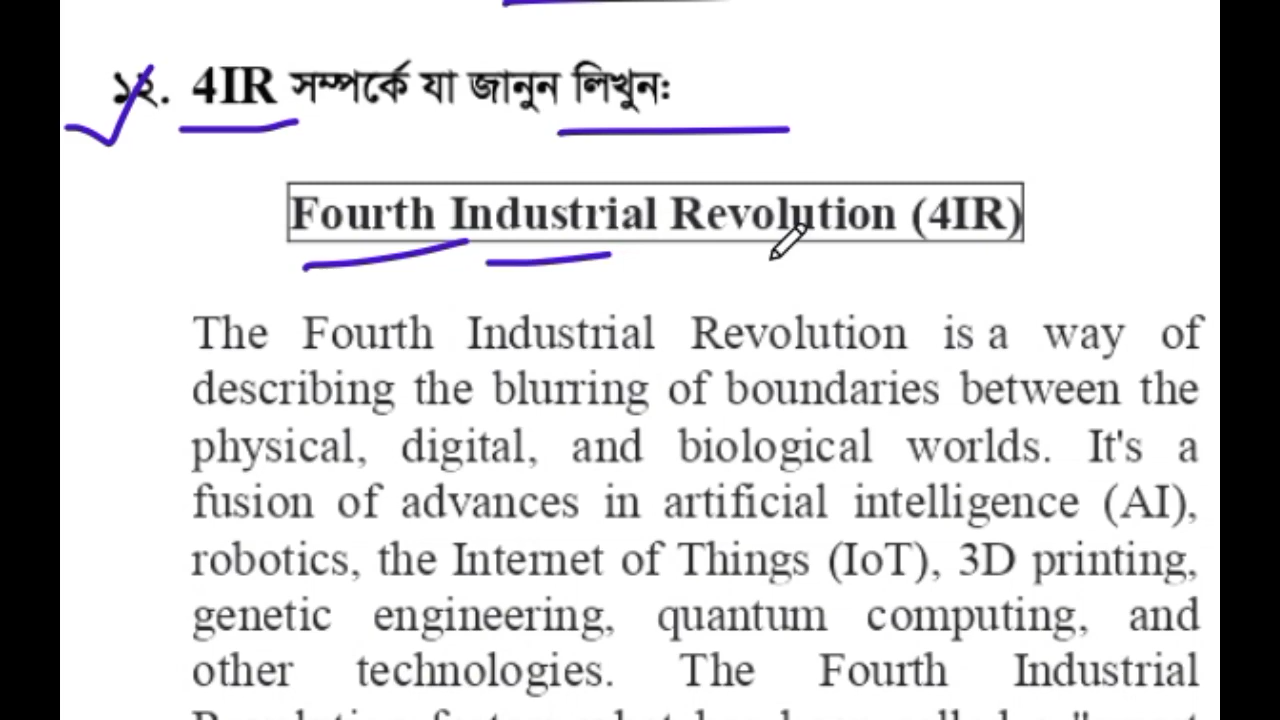 ১২. 4IR সম্পর্কে যা জানুন লিখুনঃ
Fourth Industrial Revolution (4IR)
The Fourth Industrial Revolution is a way of
describing the blurring of boundaries between the
physical, digital, and biological worlds. It's a
fusion of advances in artificial intelligence (AI),
robotics, the Internet of Things (IoT), 3D printing,
genetic engineering, quantum computing, and
other technologies. The Fourth Industrial